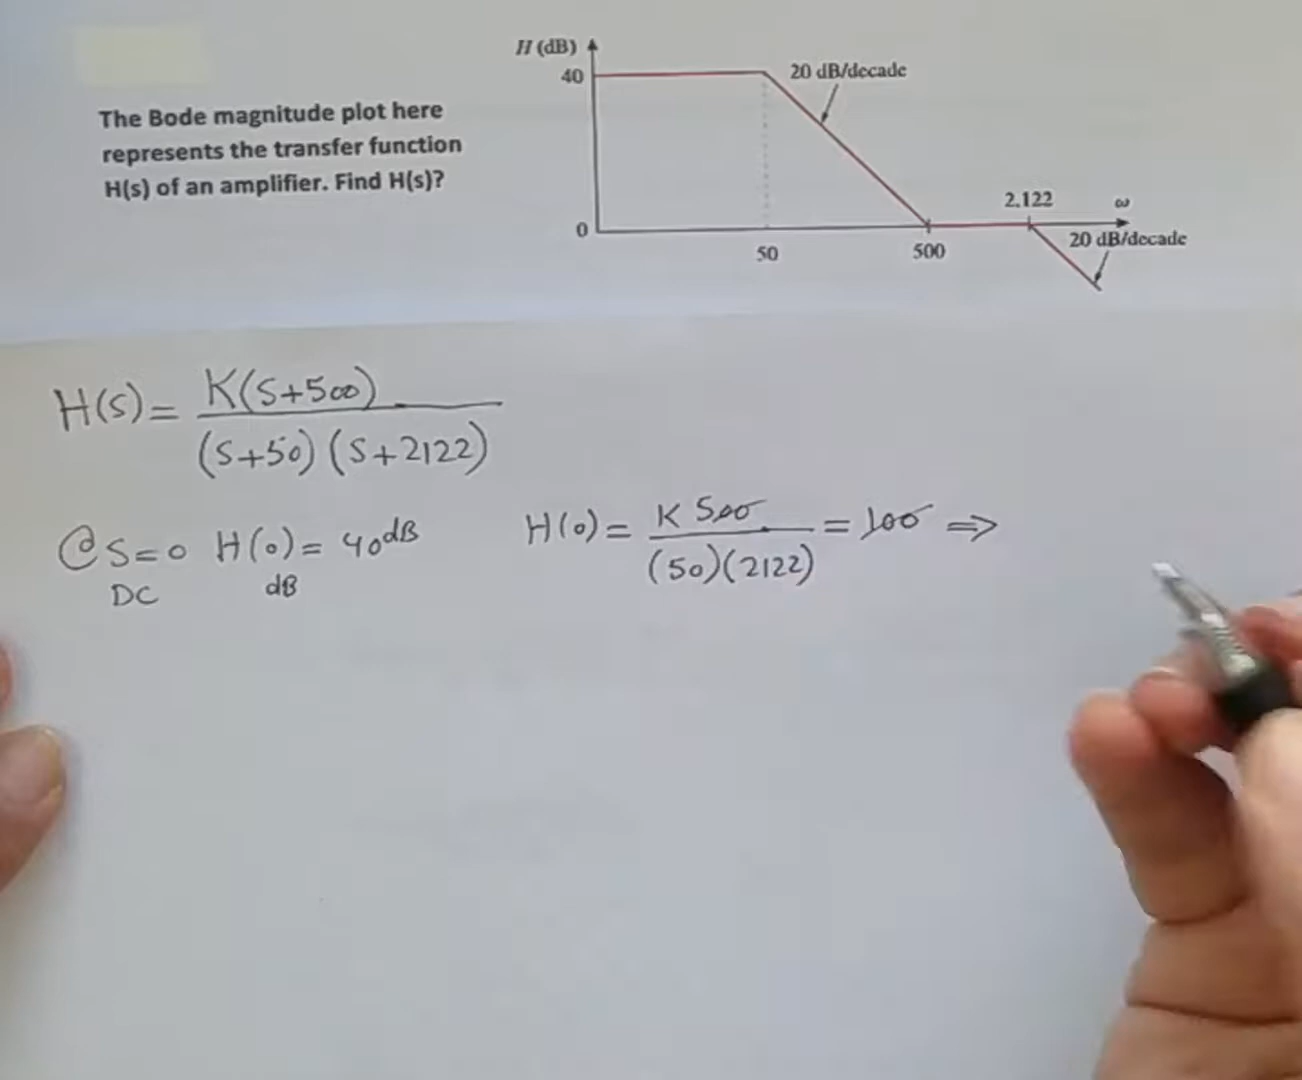 The Bode magnitude plot here
represents the transfer function
H(s) of an amplifier. Find H(s)?
H (dB)
40
20 dB/decade
0
50
500
2,122
ω
20 dB/decade
H(s) = K(s+500)
(s+50) (s+2122)
@ s=0 H(0) = 40 dB
DC dB
H(0) = K 500 = 100 ⇒
(50)(2122)